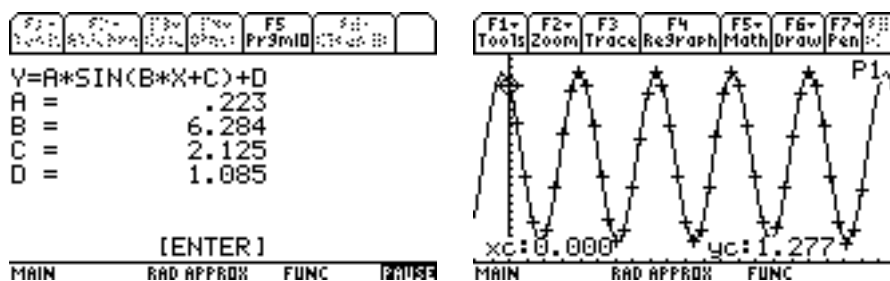 F5
PrgmIO
Y=A*SIN(B*X+C)+D
A = .223
B = 6.284
C = 2.125
D = 1.085
[ENTER]
MAIN RAD APPROX FUNC PAUSE
F1 F2 F3 F4 F5 F6 F7
Tools Zoom Trace Regraph Math Draw Pen
P1
xc:0.000 yc:1.277
MAIN RAD APPROX FUNC